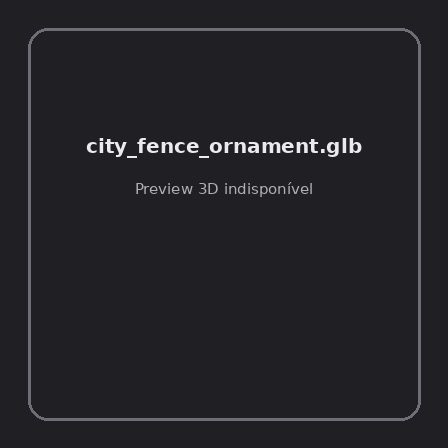 city_fence_ornament.glb
Preview 3D indisponível